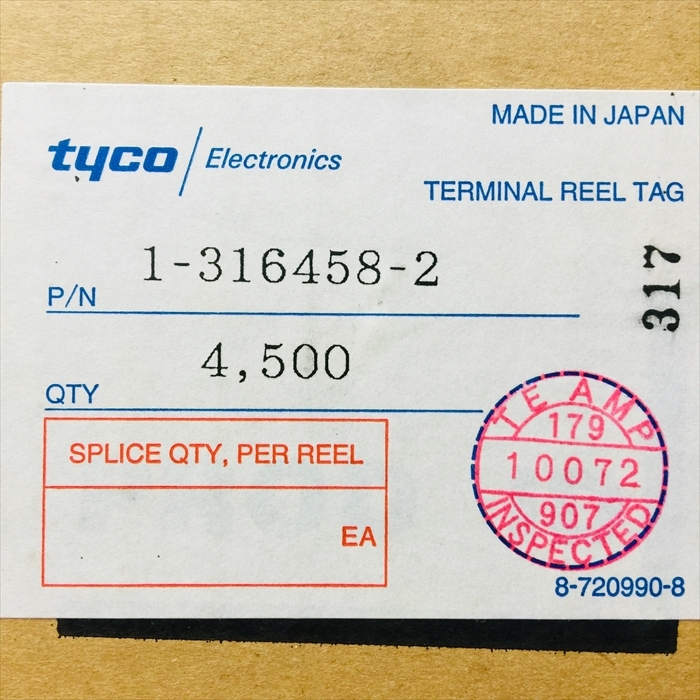 MADE IN JAPAN
tyco / Electronics
TERMINAL REEL TAG
P/N 1-316458-2
317
QTY 4,500
SPLICE QTY, PER REEL
EA
TE AMP
179
10072
907
INSPECTED
8-720990-8